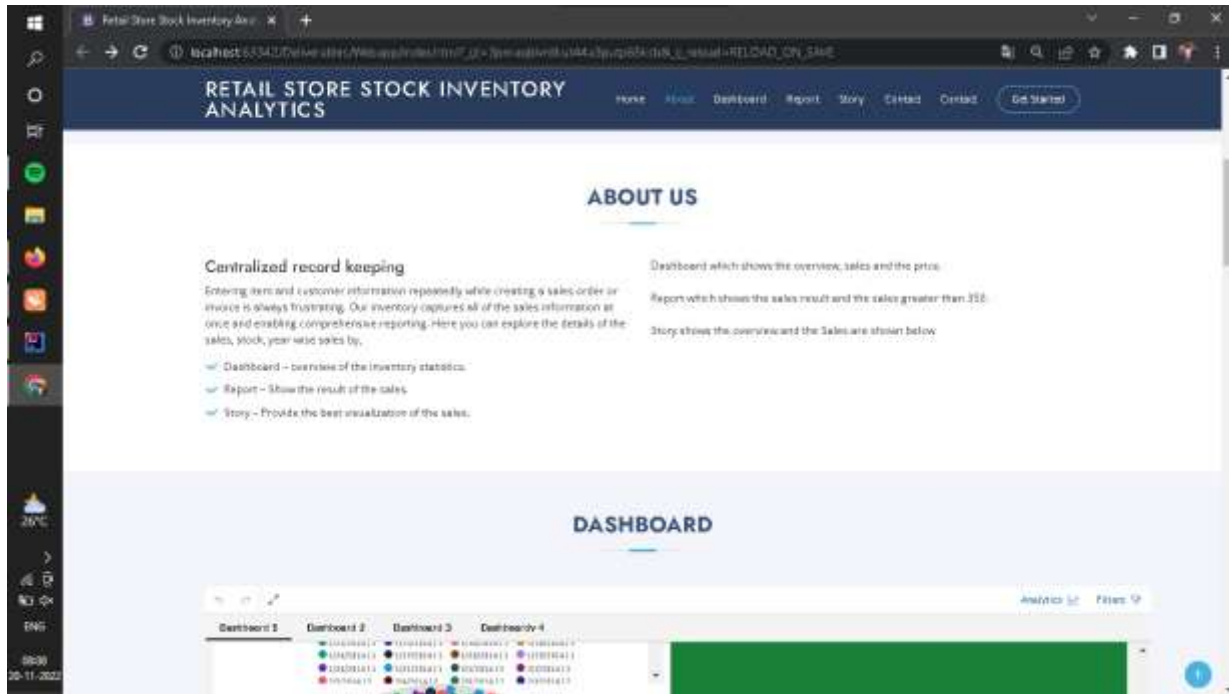 Retail Store Stock Inventory
RETAIL STORE STOCK INVENTORY
ANALYTICS
Home About Dashboard Report Story Contact Contact Get Started
ABOUT US
Centralized record keeping
Entering item and customer information repeatedly while creating a sales order or
invoice is always frustrating. Our inventory captures all of the sales information at
once and enabling comprehensive reporting. Here you can explore the details of the
sales, stock, year wise sales by,
Dashboard – overview of the inventory statistics.
Report – Show the result of the sales.
Story – Provide the best visualization of the sales.
Dashboard which shows the overview, sales and the price.
Report which shows the sales result and the sales greater than
Story shows the overview and the Sales are shown below
DASHBOARD
Analytics Filters
Dashboard 2 Dashboard 3
26°C
ENG
20-11-2022